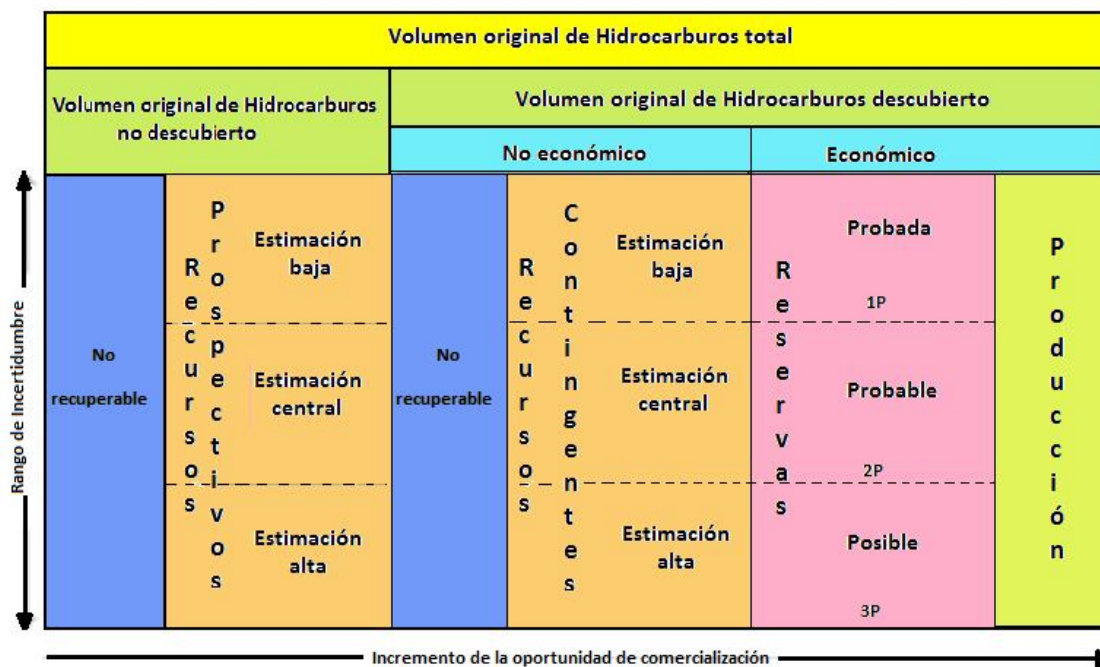 Volumen original de Hidrocarburos total
Volumen original de Hidrocarburos
no descubierto
Volumen original de Hidrocarburos descubierto
No económico
Económico
Rango de Incertidumbre
No
recuperable
Recursos
Prospectivos
Estimación
baja
Estimación
central
Estimación
alta
No
recuperable
Recursos
Contingentes
Estimación
baja
Estimación
central
Estimación
alta
Reservas
Probada
1P
Probable
2P
Posible
3P
Producción
Incremento de la oportunidad de comercialización